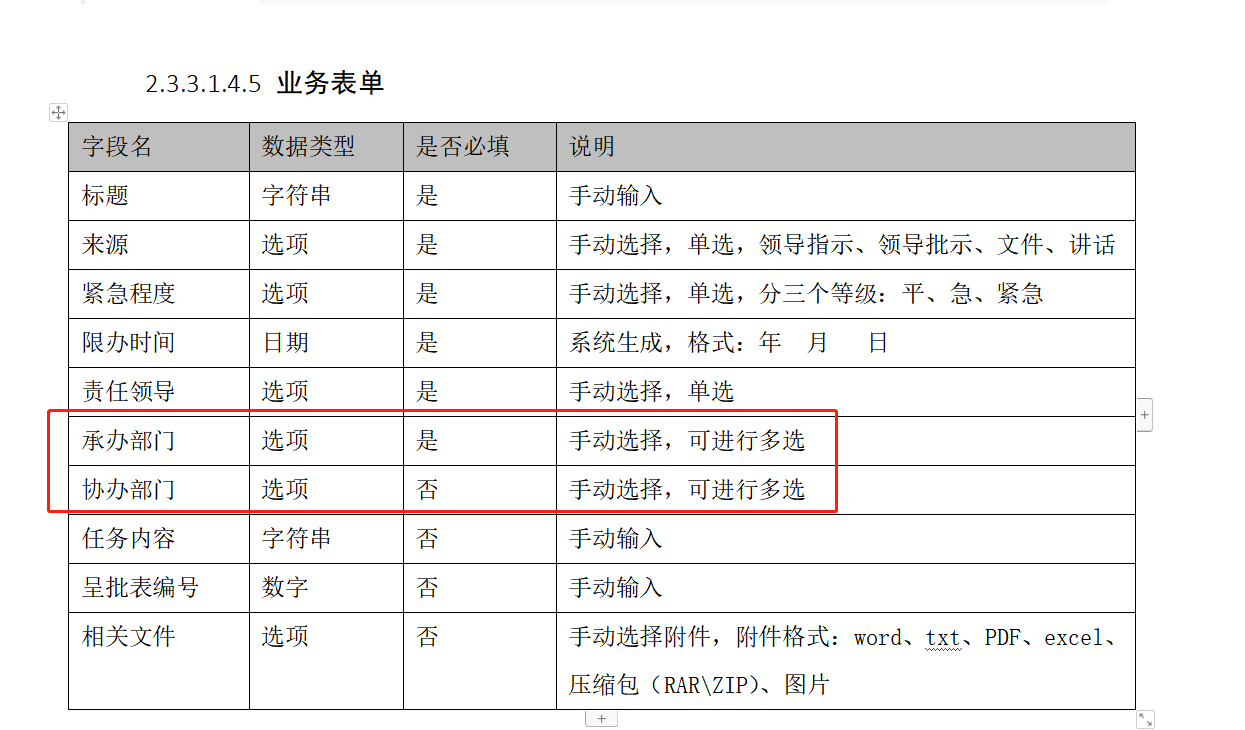 2.3.3.1.4.5 业务表单
字段名 数据类型 是否必填 说明
标题 字符串 是 手动输入
来源 选项 是 手动选择，单选，领导指示、领导批示、文件、讲话
紧急程度 选项 是 手动选择，单选，分三个等级：平、急、紧急
限办时间 日期 是 系统生成，格式：年 月 日
责任领导 选项 是 手动选择，单选
承办部门 选项 是 手动选择，可进行多选
协办部门 选项 否 手动选择，可进行多选
任务内容 字符串 否 手动输入
呈批表编号 数字 否 手动输入
相关文件 选项 否 手动选择附件，附件格式：word、txt、PDF、excel、
压缩包（RAR\ZIP）、图片